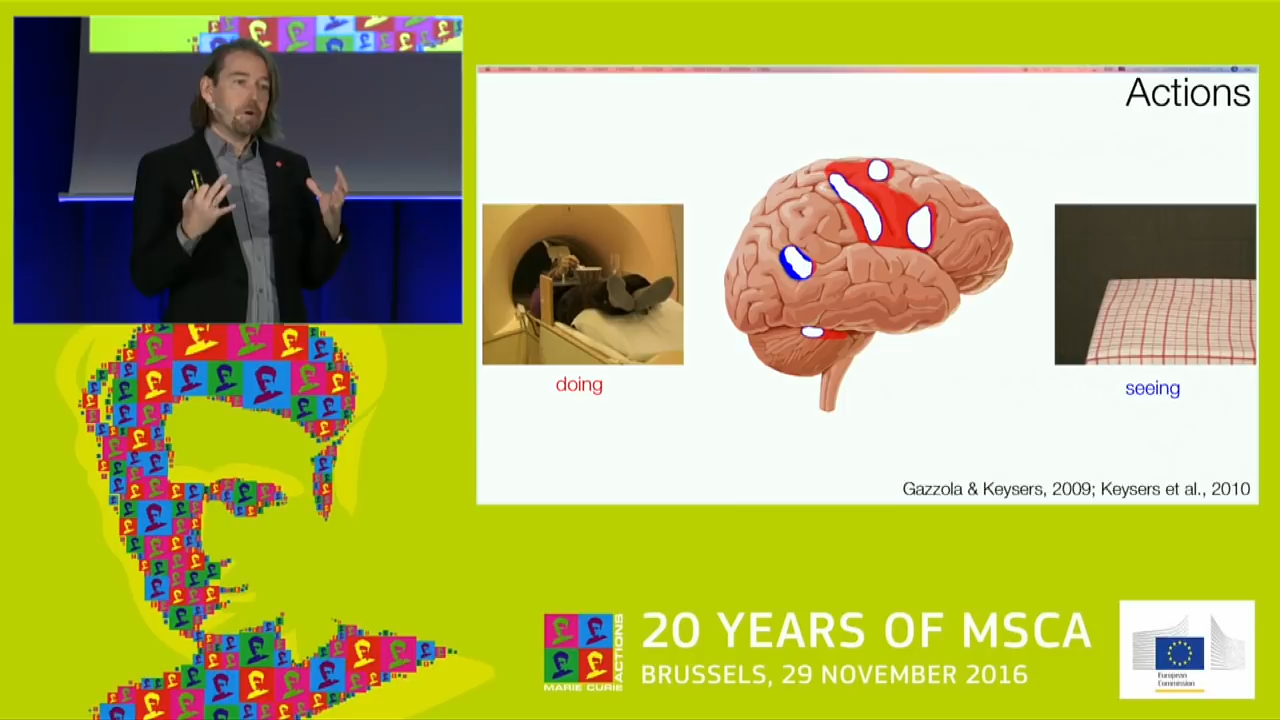 Actions
doing
seeing
Gazzola & Keysers, 2009; Keysers et al., 2010
MARIE CURIE ACTIONS
20 YEARS OF MSCA
BRUSSELS, 29 NOVEMBER 2016
European
Commission